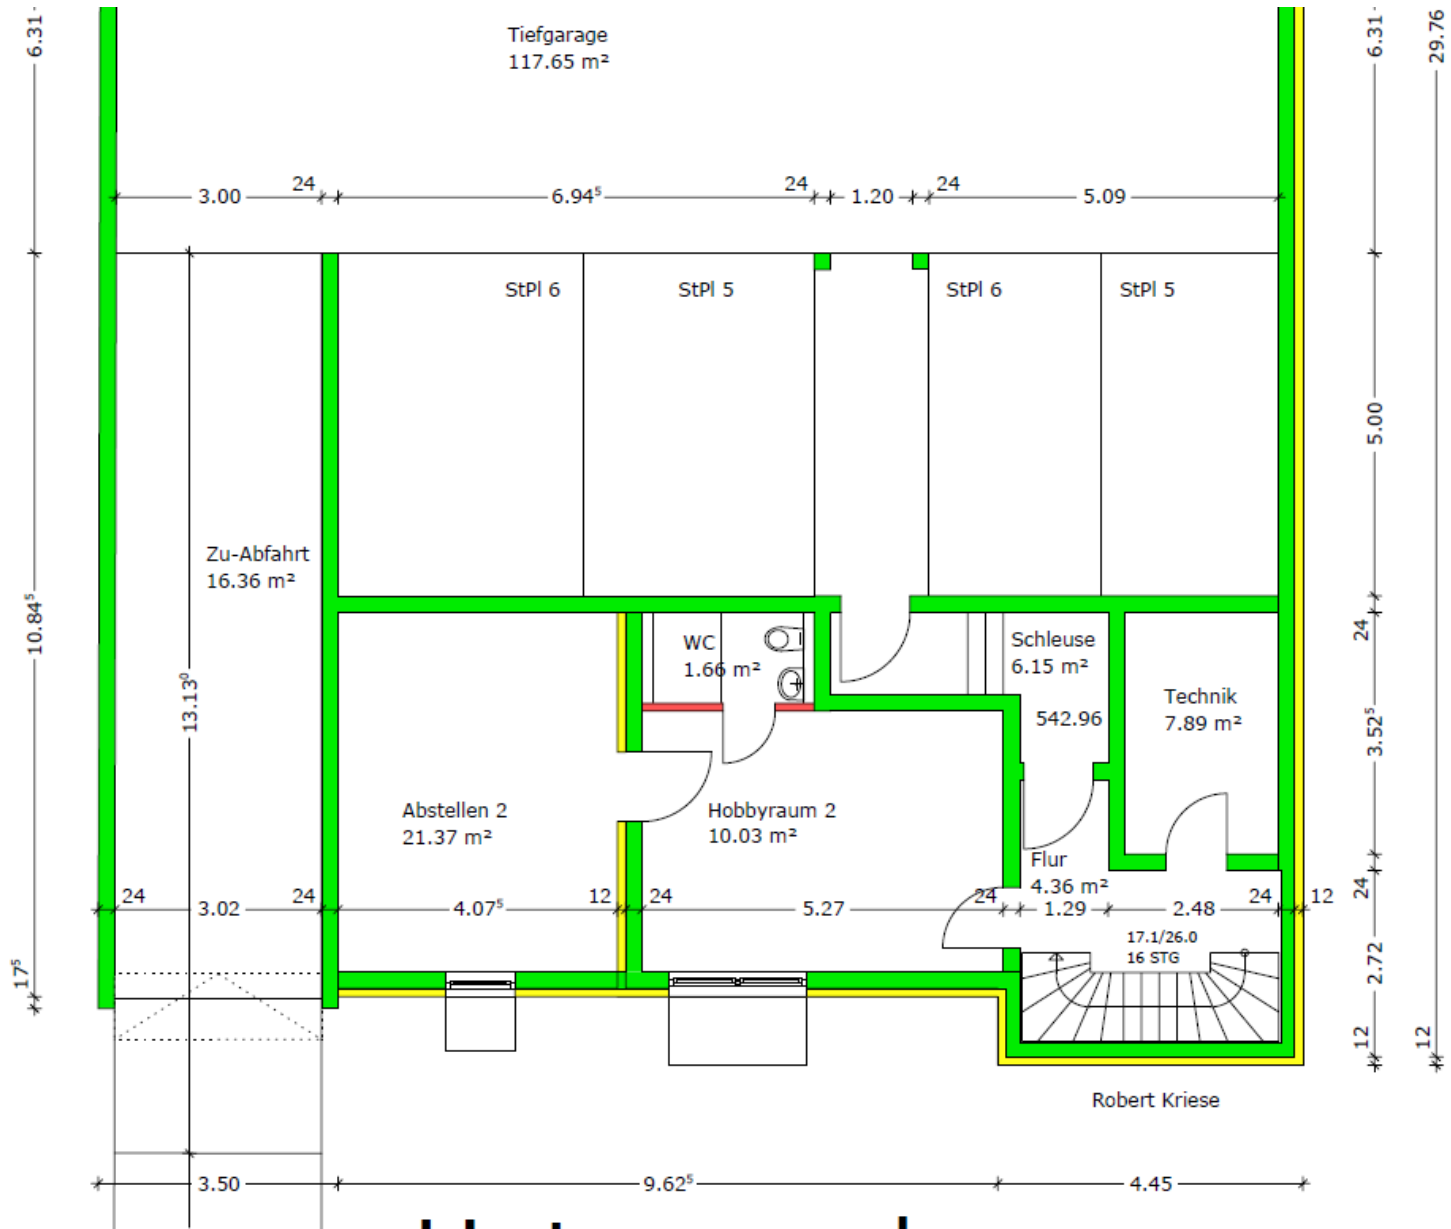 6.31
Tiefgarage
117.65 m²
6.31
29.76
3.00
24
6.94⁵
24
1.20
24
5.09
StPl 6
StPl 5
StPl 6
StPl 5
5.00
Zu-Abfahrt
16.36 m²
10.84⁵
13.13⁰
WC
1.66 m²
Schleuse
6.15 m²
24
542.96
Technik
7.89 m²
3.52⁵
Abstellen 2
21.37 m²
Hobbyraum 2
10.03 m²
Flur
4.36 m²
24
24
3.02
24
4.07⁵
12
24
5.27
24
1.29
2.48
24
12
17.1/26.0
16 STG
17⁵
2.72
12
12
Robert Kriese
3.50
9.62⁵
4.45